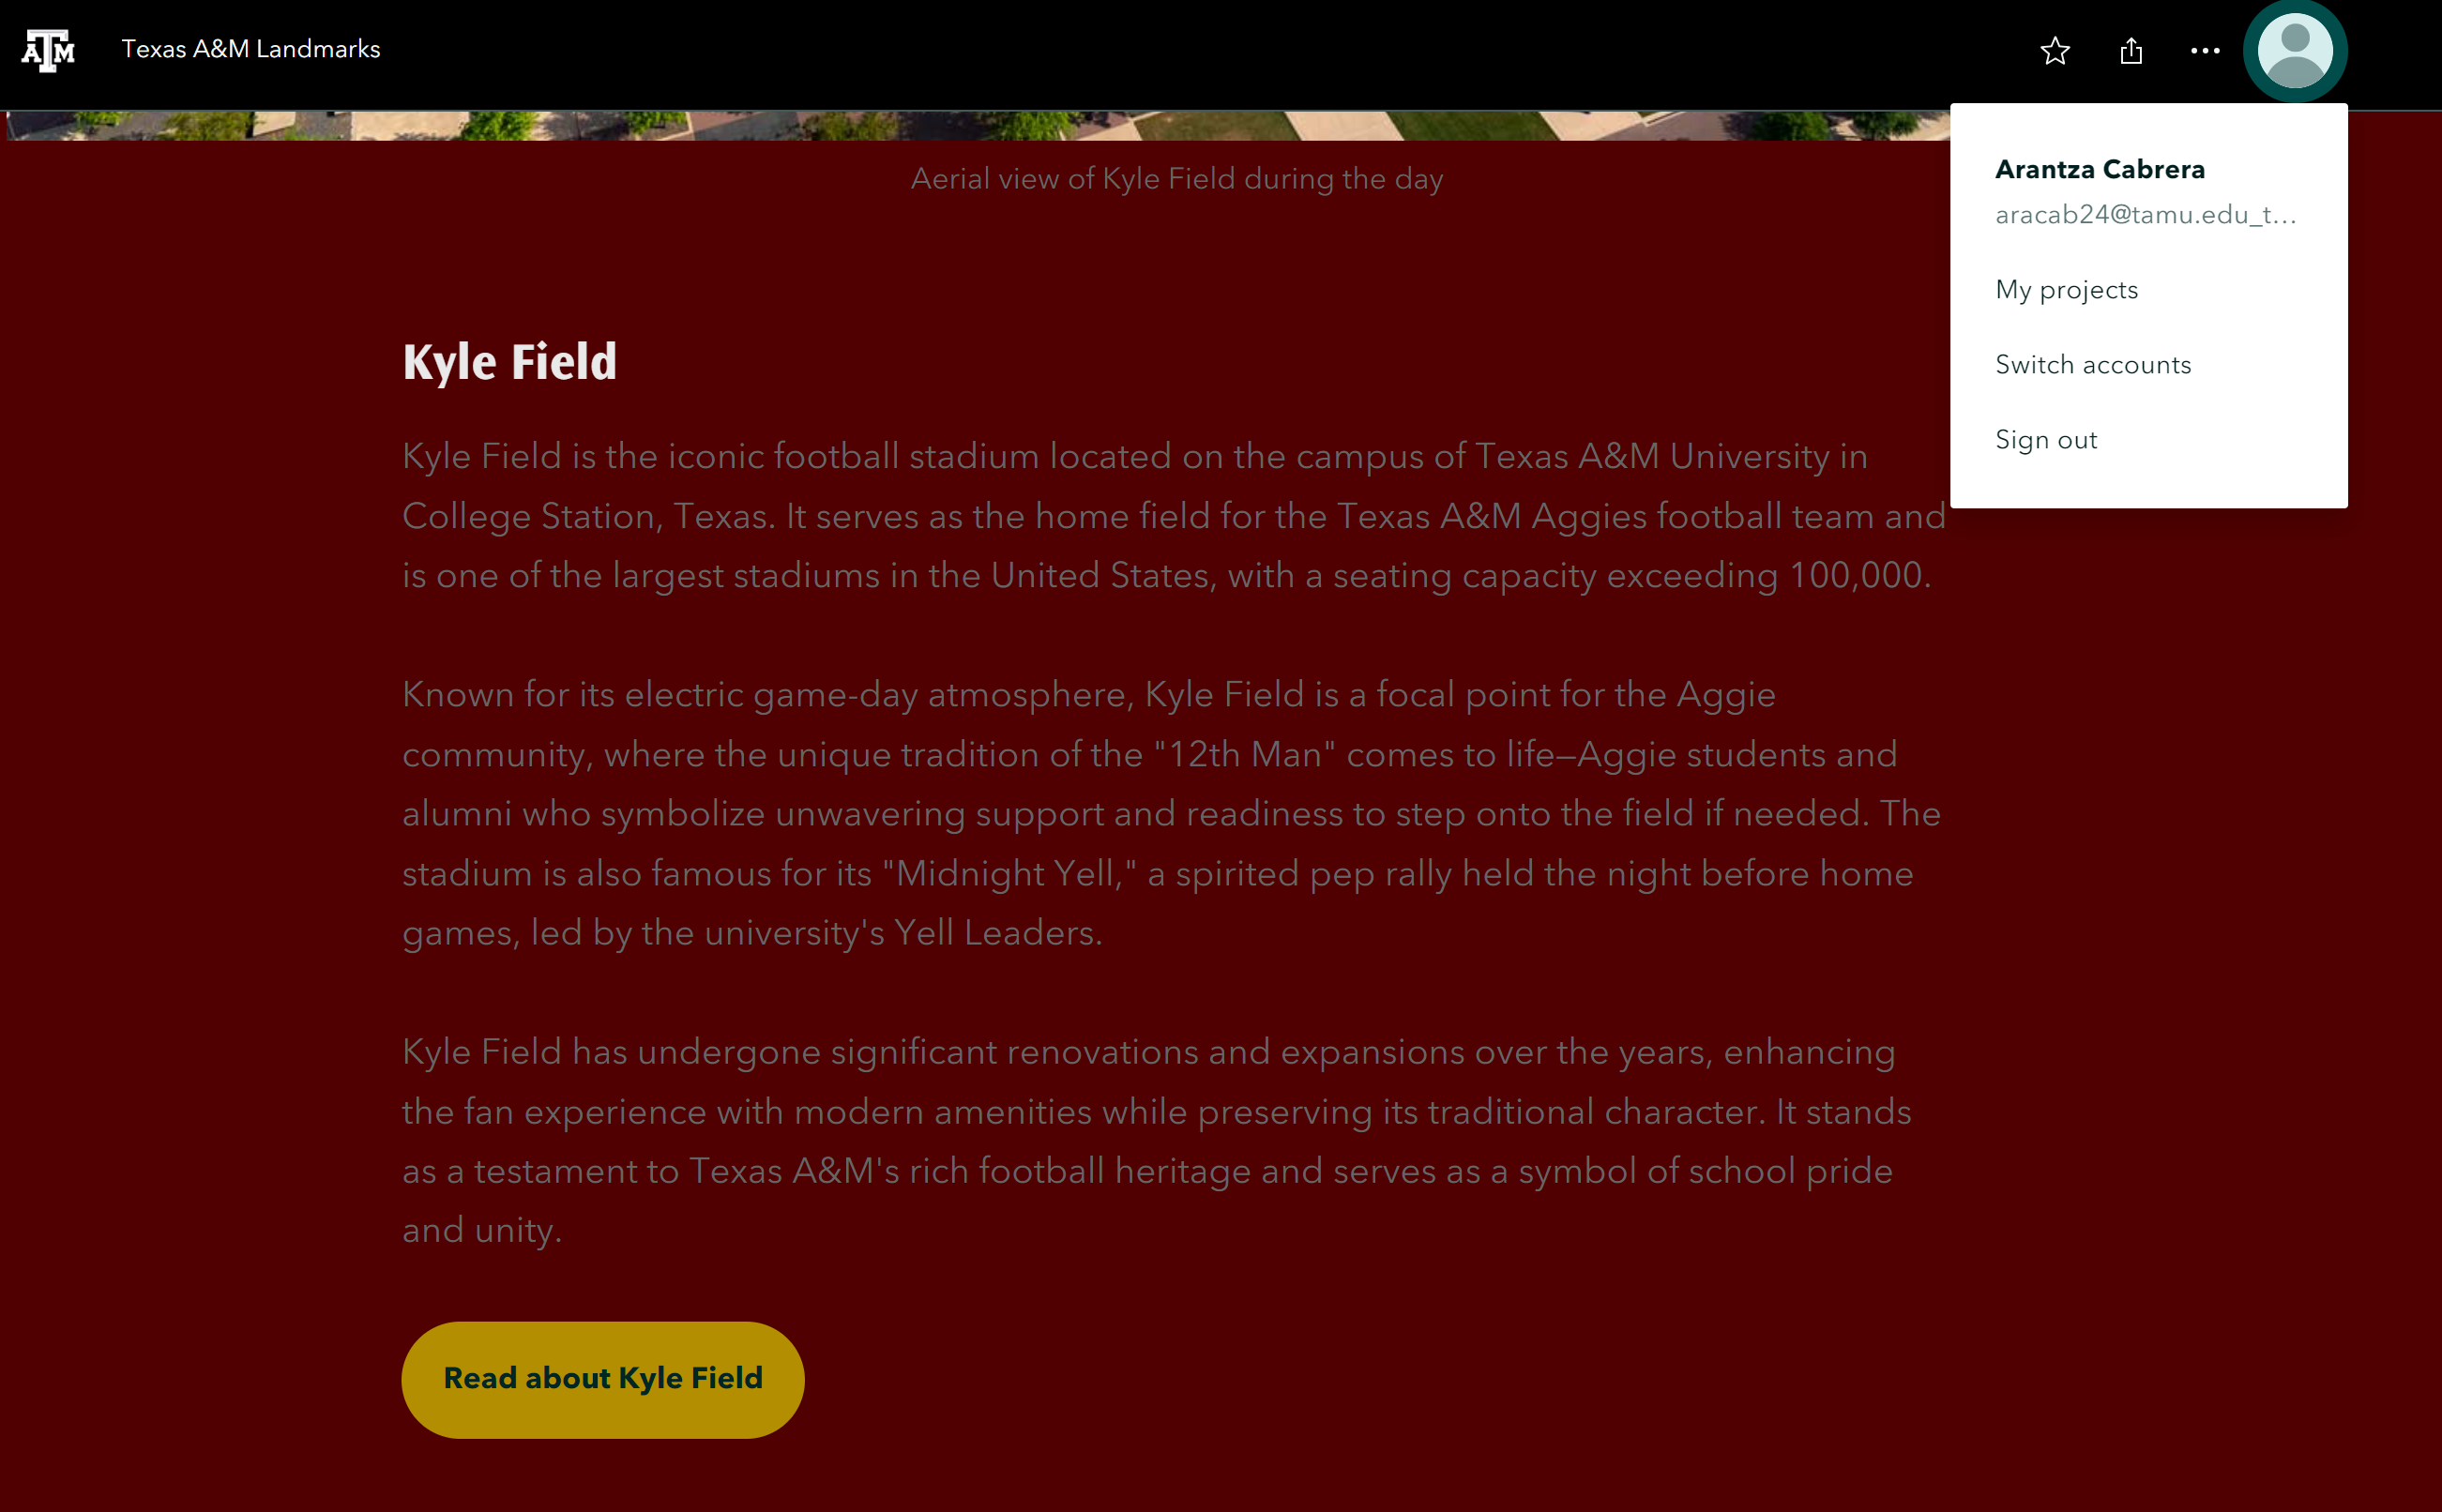 ATM
Texas A&M Landmarks
Arantza Cabrera
aracab24@tamu.edu_t...
My projects
Switch accounts
Sign out
Aerial view of Kyle Field during the day
Kyle Field
Kyle Field is the iconic football stadium located on the campus of Texas A&M University in
College Station, Texas. It serves as the home field for the Texas A&M Aggies football team and
is one of the largest stadiums in the United States, with a seating capacity exceeding 100,000.
Known for its electric game-day atmosphere, Kyle Field is a focal point for the Aggie
community, where the unique tradition of the "12th Man" comes to life—Aggie students and
alumni who symbolize unwavering support and readiness to step onto the field if needed. The
stadium is also famous for its "Midnight Yell," a spirited pep rally held the night before home
games, led by the university's Yell Leaders.
Kyle Field has undergone significant renovations and expansions over the years, enhancing
the fan experience with modern amenities while preserving its traditional character. It stands
as a testament to Texas A&M's rich football heritage and serves as a symbol of school pride
and unity.
Read about Kyle Field